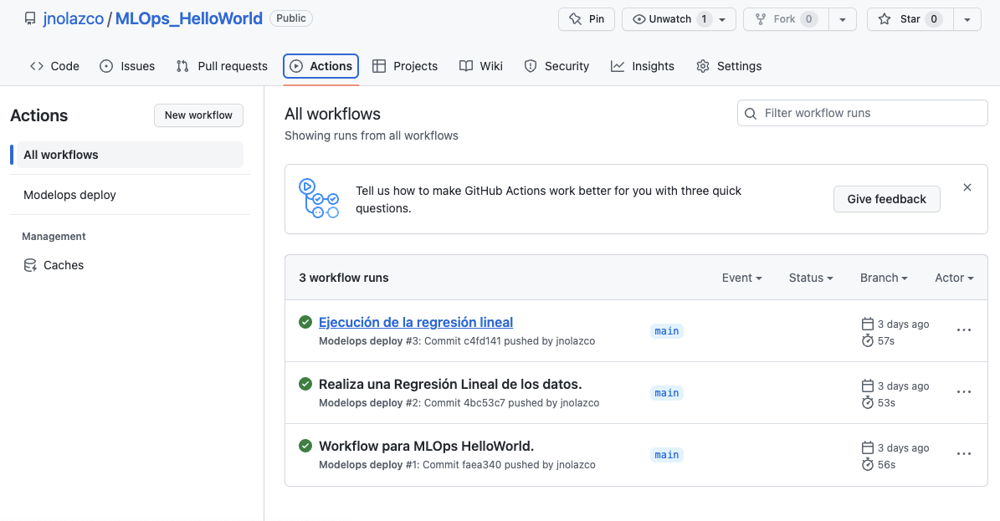 jnolazco / MLOps_HelloWorld Public Pin Unwatch 1 Fork 0 Star 0
Code Issues Pull requests Actions Projects Wiki Security Insights Settings
Actions New workflow
All workflows
Modelops deploy
Management
Caches
All workflows
Showing runs from all workflows
Filter workflow runs
Tell us how to make GitHub Actions work better for you with three quick
questions.
Give feedback
3 workflow runs Event Status Branch Actor
Ejecución de la regresión lineal
Modelops deploy #3: Commit c4fd141 pushed by jnolazco
main
3 days ago
57s
Realiza una Regresión Lineal de los datos.
Modelops deploy #2: Commit 4bc53c7 pushed by jnolazco
main
3 days ago
53s
Workflow para MLOps HelloWorld.
Modelops deploy #1: Commit faea340 pushed by jnolazco
main
3 days ago
56s